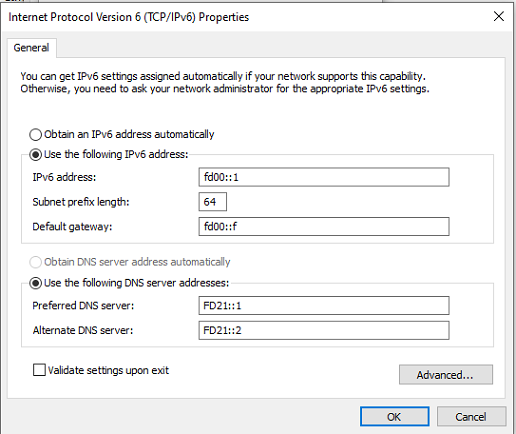 Internet Protocol Version 6 (TCP/IPv6) Properties
General
You can get IPv6 settings assigned automatically if your network supports this capability.
Otherwise, you need to ask your network administrator for the appropriate IPv6 settings.
Obtain an IPv6 address automatically
Use the following IPv6 address:
IPv6 address: fd00::1
Subnet prefix length: 64
Default gateway: fd00::f
Obtain DNS server address automatically
Use the following DNS server addresses:
Preferred DNS server: FD21::1
Alternate DNS server: FD21::2
Validate settings upon exit
Advanced...
OK Cancel